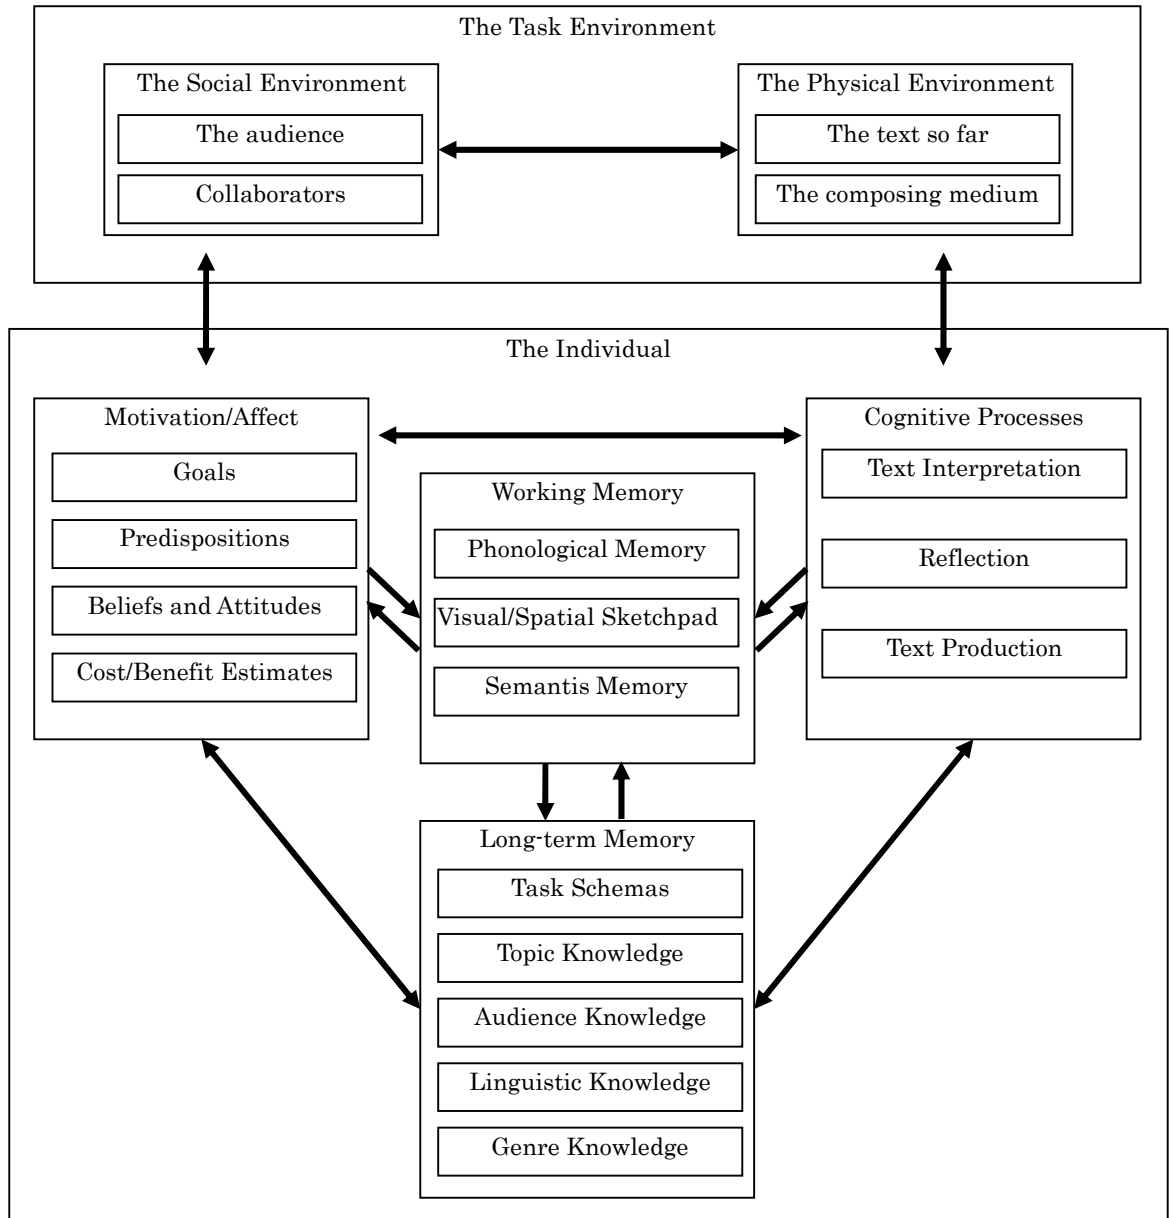 The Task Environment
The Social Environment
The audience
Collaborators
The Physical Environment
The text so far
The composing medium
The Individual
Motivation/Affect
Goals
Predispositions
Beliefs and Attitudes
Cost/Benefit Estimates
Working Memory
Phonological Memory
Visual/Spatial Sketchpad
Semantis Memory
Cognitive Processes
Text Interpretation
Reflection
Text Production
Long-term Memory
Task Schemas
Topic Knowledge
Audience Knowledge
Linguistic Knowledge
Genre Knowledge